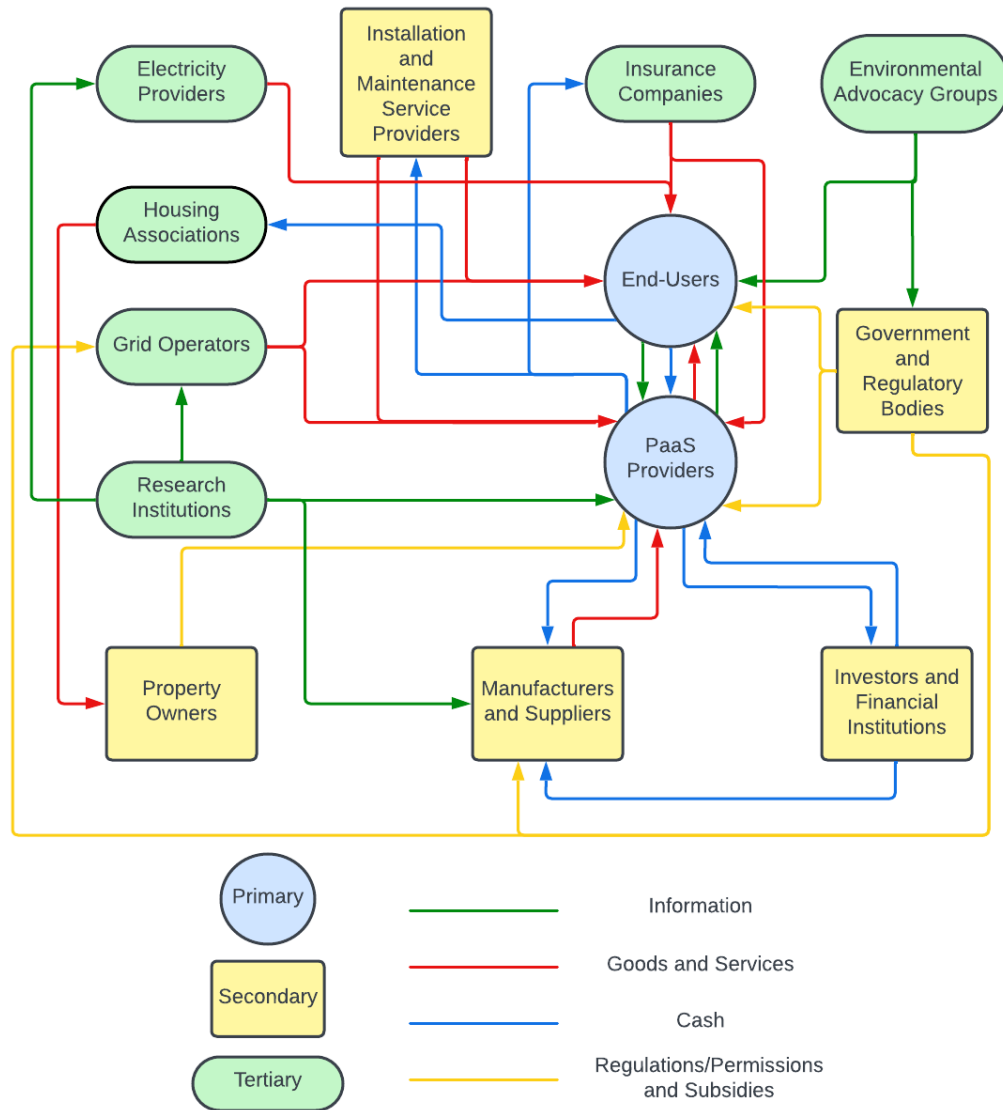 Electricity
Providers
Installation
and
Maintenance
Service
Providers
Insurance
Companies
Environmental
Advocacy Groups
Housing
Associations
End-Users
Grid Operators
Government
and
Regulatory
Bodies
PaaS
Providers
Research
Institutions
Property
Owners
Manufacturers
and Suppliers
Investors and
Financial
Institutions
Primary
Information
Goods and Services
Secondary
Cash
Tertiary
Regulations/Permissions
and Subsidies